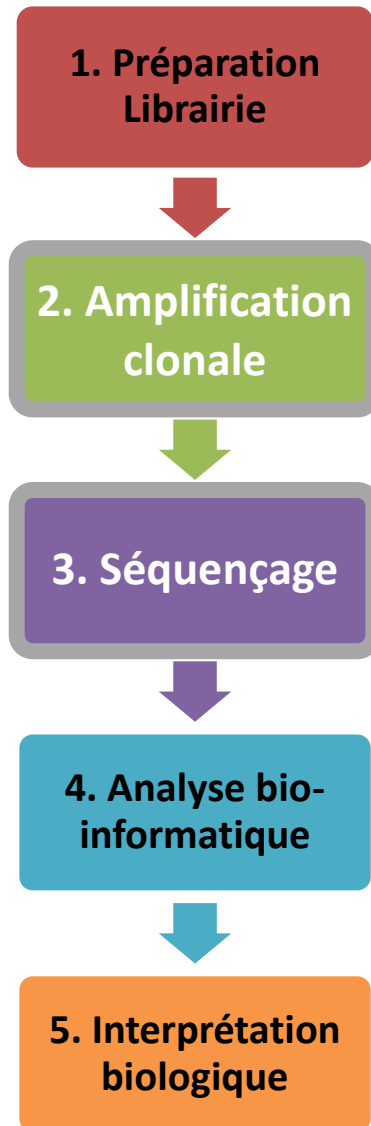 1. Préparation
Librairie
2. Amplification
clonale
3. Séquençage
4. Analyse bio-
informatique
5. Interprétation
biologique